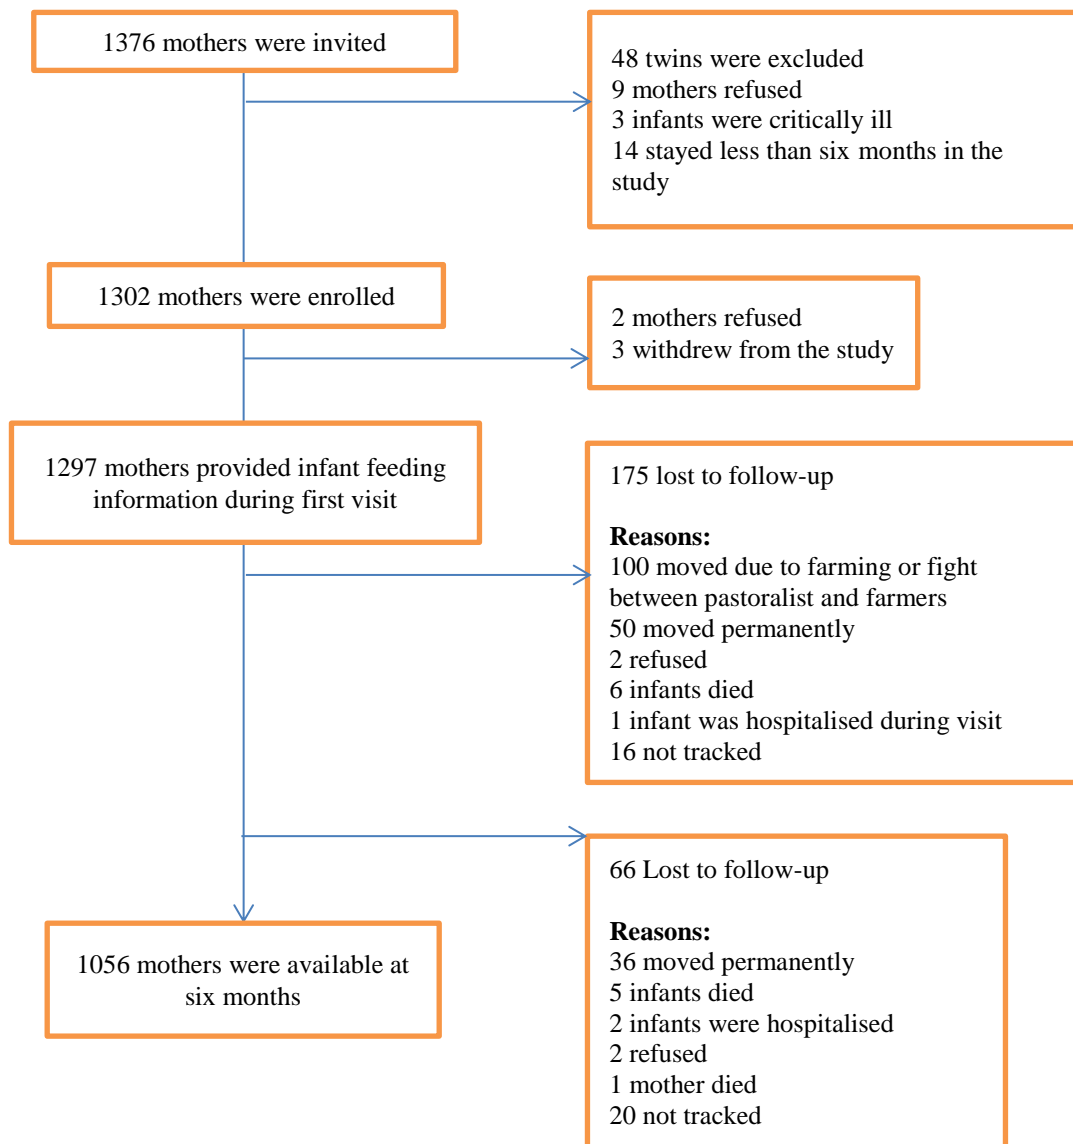 1376 mothers were invited
48 twins were excluded
9 mothers refused
3 infants were critically ill
14 stayed less than six months in the
study
1302 mothers were enrolled
2 mothers refused
3 withdrew from the study
1297 mothers provided infant feeding
information during first visit
175 lost to follow-up
Reasons:
100 moved due to farming or fight
between pastoralist and farmers
50 moved permanently
2 refused
6 infants died
1 infant was hospitalised during visit
16 not tracked
66 Lost to follow-up
Reasons:
36 moved permanently
5 infants died
2 infants were hospitalised
2 refused
1 mother died
20 not tracked
1056 mothers were available at
six months